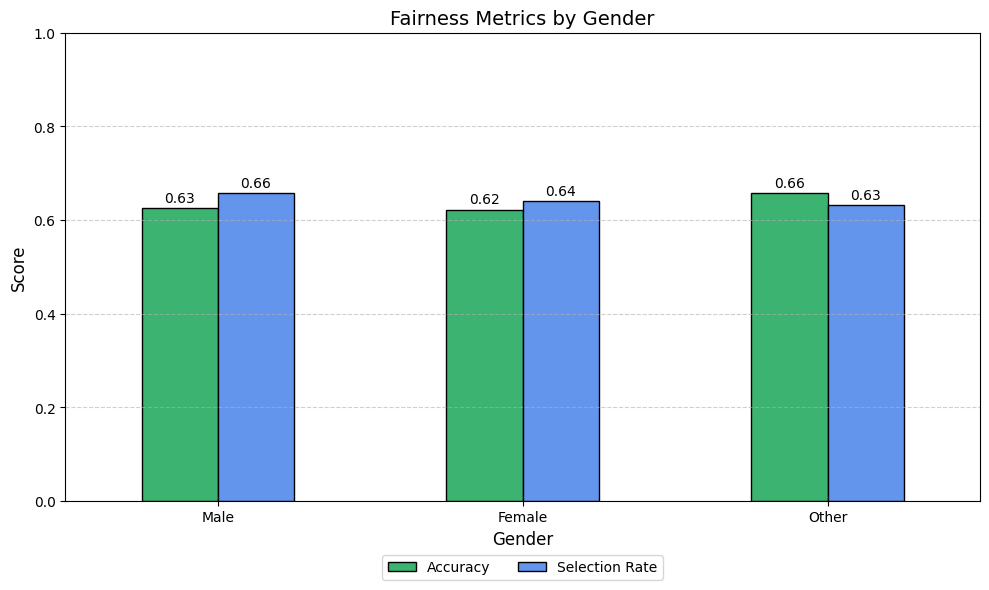 Fairness Metrics by Gender
1.0
0.8
0.6
0.4
0.2
0.0
Score
0.63
0.66
0.62
0.64
0.66
0.63
Male
Female
Other
Gender
Accuracy
Selection Rate